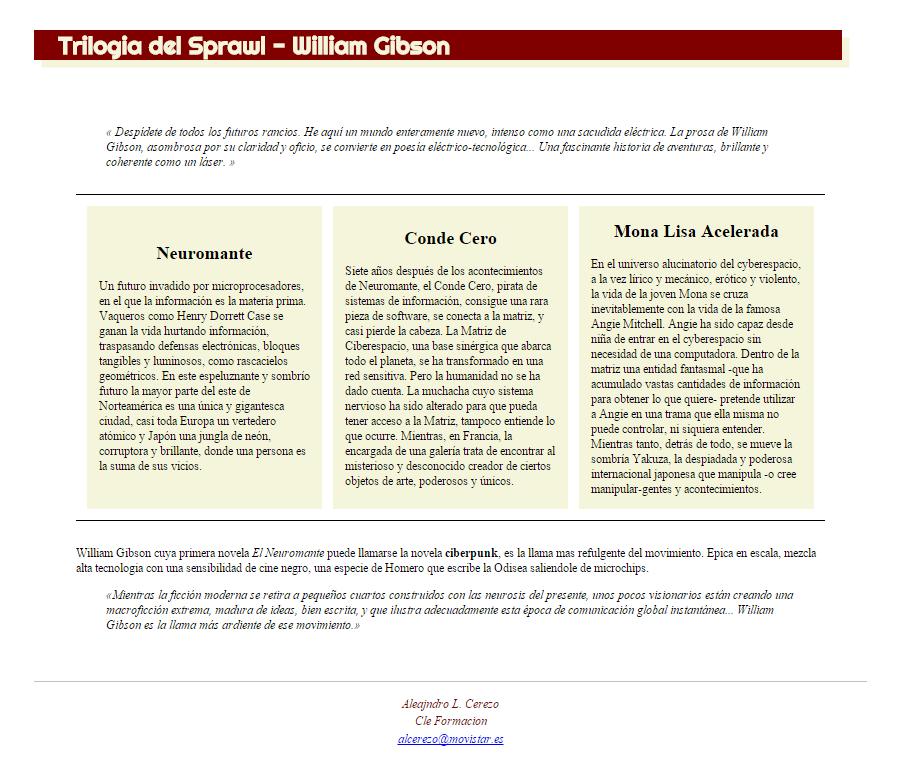 Trilogia del Sprawl - William Gibson
« Despídete de todos los futuros rancios. He aquí un mundo enteramente nuevo, intenso como una sacudida eléctrica. La prosa de William
Gibson, asombrosa por su claridad y oficio, se convierte en poesía eléctrico-tecnológica... Una fascinante historia de aventuras, brillante y
coherente como un láser. »
Neuromante
Un futuro invadido por microprocesadores,
en el que la información es la materia prima.
Vaqueros como Henry Dorrett Case se
ganan la vida hurtando información,
traspasando defensas electrónicas, bloques
tangibles y luminosos, como rascacielos
geométricos. En este espeluznante y sombrío
futuro la mayor parte del este de
Norteamérica es una única y gigantesca
ciudad, casi toda Europa un vertedero
atómico y Japón una jungla de neón,
corruptora y brillante, donde una persona es
la suma de sus vicios.
Conde Cero
Siete años después de los acontecimientos
de Neuromante, el Conde Cero, pirata de
sistemas de información, consigue una rara
pieza de software, se conecta a la matriz, y
casi pierde la cabeza. La Matriz de
Ciberespacio, una base sinérgica que abarca
todo el planeta, se ha transformado en una
red sensitiva. Pero la humanidad no se ha
dado cuenta. La muchacha cuyo sistema
nervioso ha sido alterado para que pueda
tener acceso a la Matriz, tampoco entiende lo
que ocurre. Mientras, en Francia, la
encargada de una galería trata de encontrar al
misterioso y desconocido creador de ciertos
objetos de arte, poderosos y únicos.
Mona Lisa Acelerada
En el universo alucinatorio del cyberespacio,
a la vez lírico y mecánico, erótico y violento,
la vida de la joven Mona se cruza
inevitablemente con la vida de la famosa
Angie Mitchell. Angie ha sido capaz desde
niña de entrar en el cyberespacio sin
necesidad de una computadora. Dentro de la
matriz una entidad fantasmal -que ha
acumulado vastas cantidades de información
para obtener lo que quiere- pretende utilizar
a Angie en una trama que ella misma no
puede controlar, ni siquiera entender.
Mientras tanto, detrás de todo, se mueve la
sombría Yakuza, la despiadada y poderosa
internacional japonesa que manipula -o cree
manipular-gentes y acontecimientos.
William Gibson cuya primera novela El Neuromante puede llamarse la novela ciberpunk, es la llama mas refulgente del movimiento. Epica en escala, mezcla
alta tecnologia con una sensibilidad de cine negro, una especie de Homero que escribe la Odisea saliendole de microchips.
«Mientras la ficción moderna se retira a pequeños cuartos construidos con las neurosis del presente, unos pocos visionarios están creando una
macroficción extrema, madura de ideas, bien escrita, y que ilustra adecuadamente esta época de comunicación global instantánea... William
Gibson es la llama más ardiente de ese movimiento.»
Aleajndro L. Cerezo
Cle Formacion
alcerezo@movistar.es